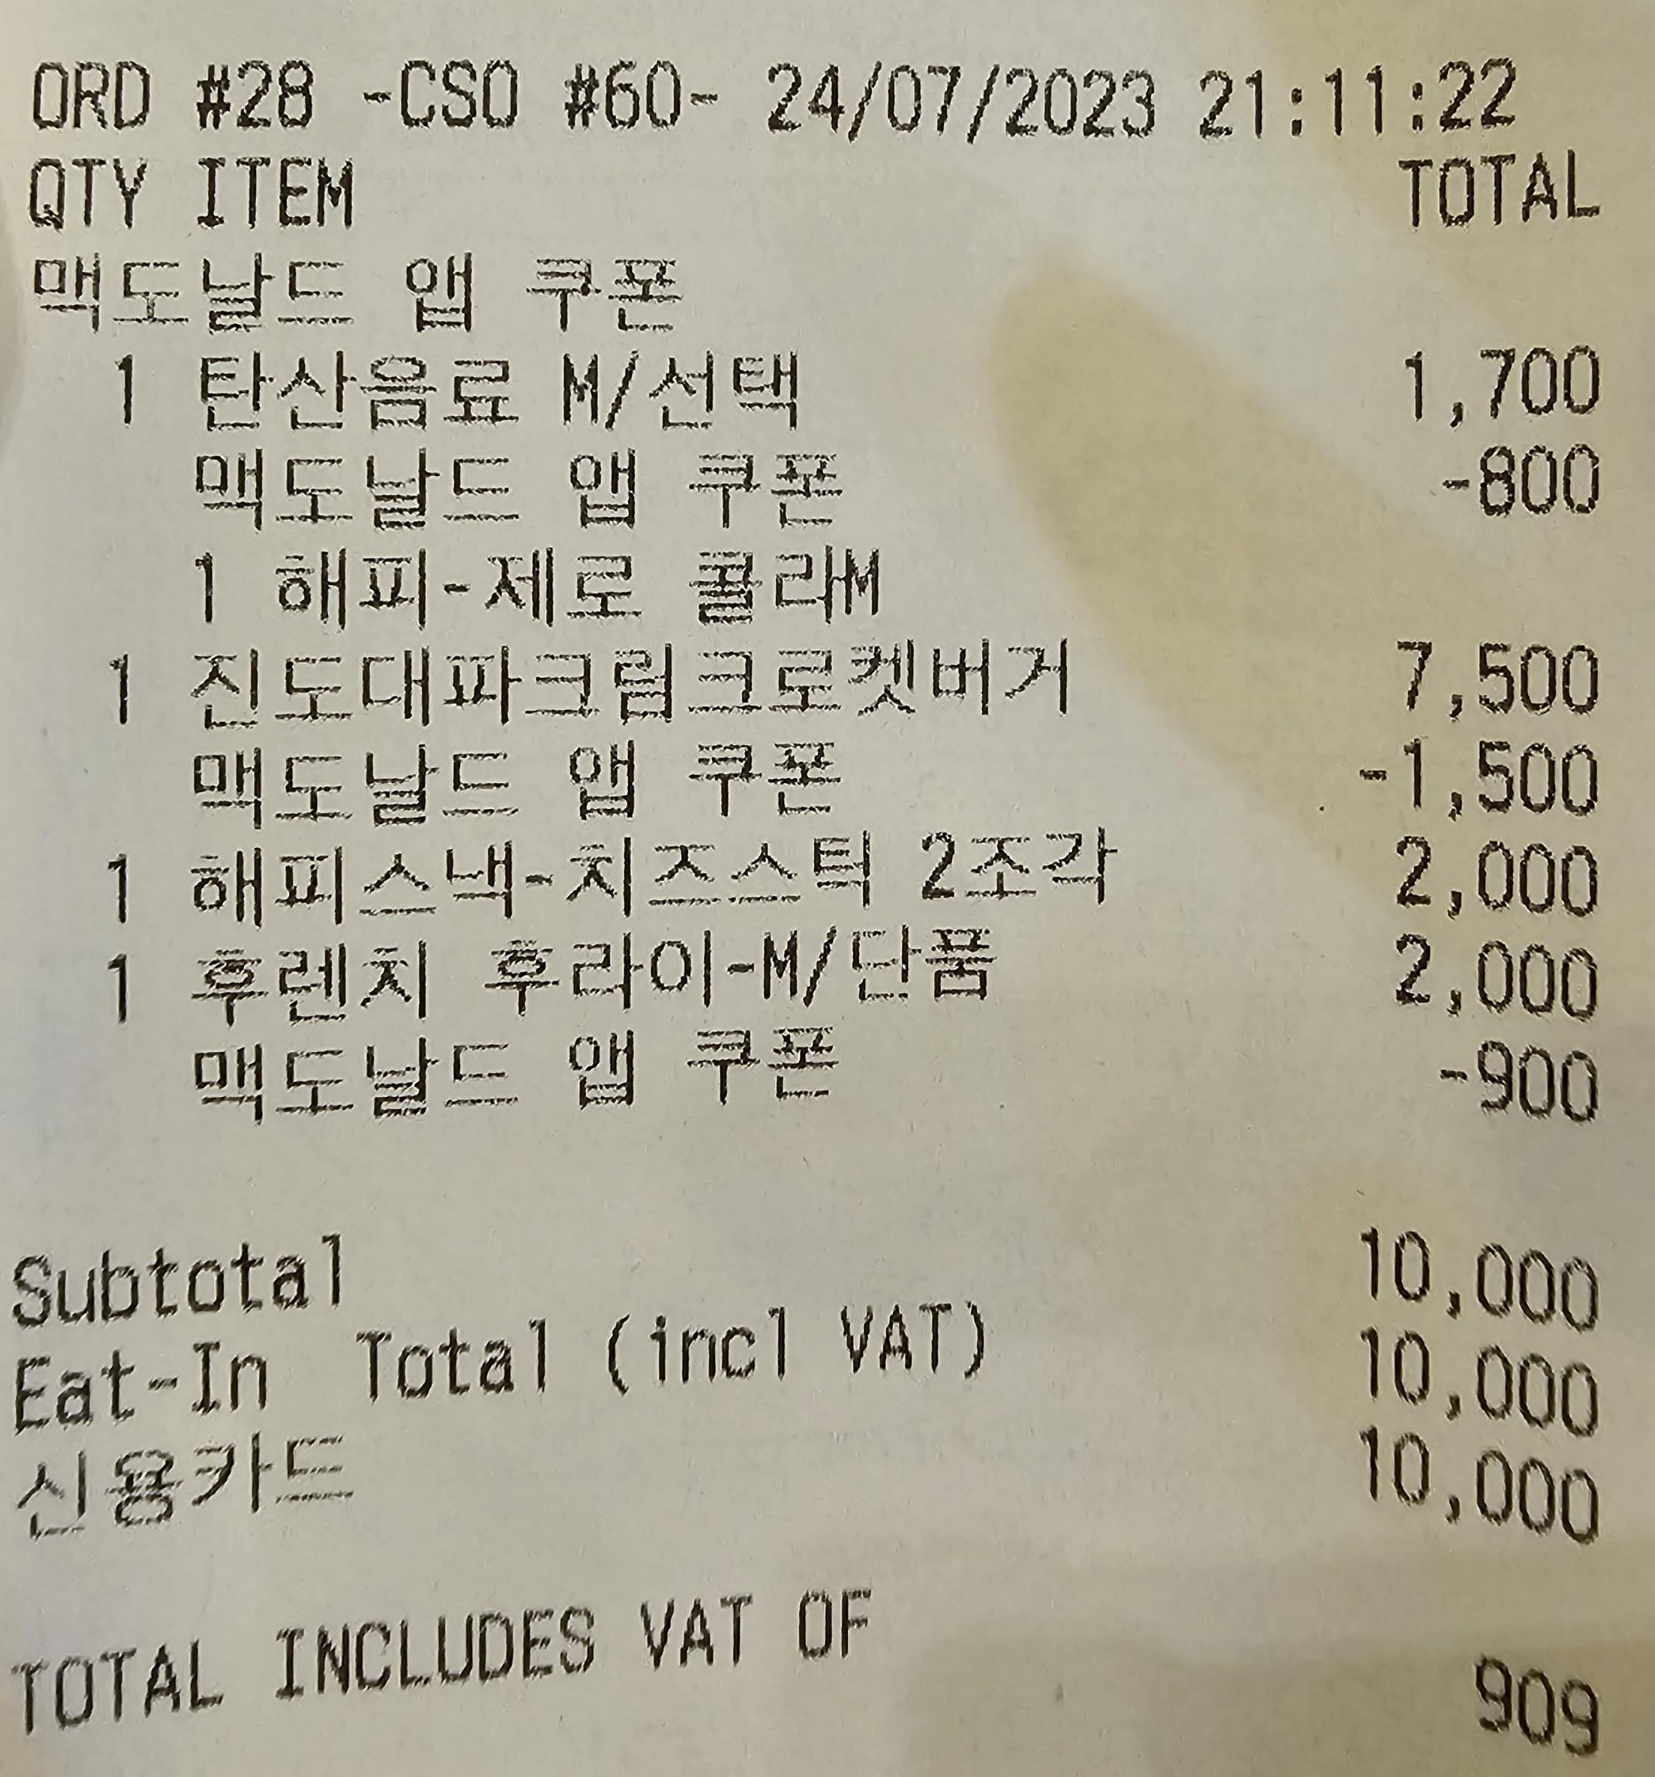 ORD #28 -CSO #60- 24/07/2023 21:11:22
QTY ITEM TOTAL
맥도날드 앱 쿠폰
1 탄산음료 M/선택 1,700
맥도날드 앱 쿠폰 -800
1 해피-제로 콜라M
1 진도대파크림크로켓버거 7,500
맥도날드 앱 쿠폰 -1,500
1 해피스낵-치즈스틱 2조각 2,000
1 후렌치 후라이-M/단품 2,000
맥도날드 앱 쿠폰 -900
Subtotal 10,000
Eat-In Total (incl VAT) 10,000
신용카드 10,000
TOTAL INCLUDES VAT OF 909